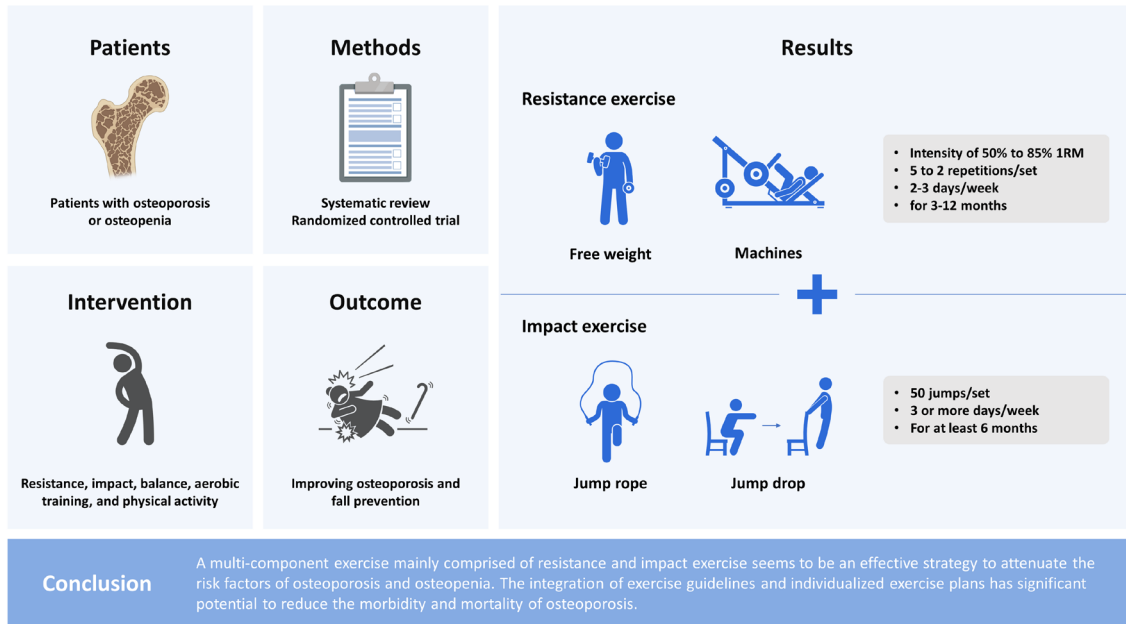 Patients
Patients with osteoporosis
or osteopenia
Methods
Systematic review
Randomized controlled trial
Intervention
Resistance, impact, balance, aerobic
training, and physical activity
Outcome
Improving osteoporosis and
fall prevention
Results
Resistance exercise
Free weight
Machines
• Intensity of 50% to 85% 1RM
• 5 to 2 repetitions/set
• 2-3 days/week
• for 3-12 months
Impact exercise
Jump rope
Jump drop
• 50 jumps/set
• 3 or more days/week
• For at least 6 months
Conclusion
A multi-component exercise mainly comprised of resistance and impact exercise seems to be an effective strategy to attenuate the
risk factors of osteoporosis and osteopenia. The integration of exercise guidelines and individualized exercise plans has significant
potential to reduce the morbidity and mortality of osteoporosis.